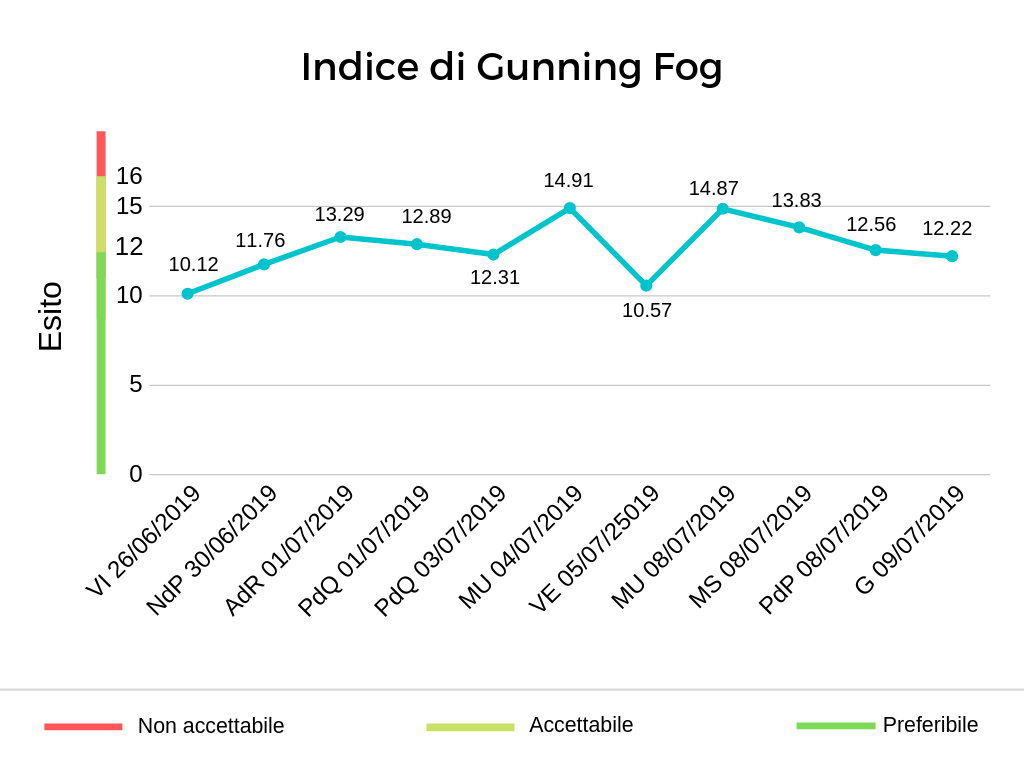 Indice di Gunning Fog
Esito
16
15
12
10
5
0
10.12
11.76
13.29
12.89
12.31
14.91
10.57
14.87
13.83
12.56
12.22
VI 26/06/2019
NdP 30/06/2019
AdR 01/07/2019
PdQ 01/07/2019
PdQ 03/07/2019
MU 04/07/2019
VE 05/07/25019
MU 08/07/2019
MS 08/07/2019
PdP 08/07/2019
G 09/07/2019
Non accettabile
Accettabile
Preferibile